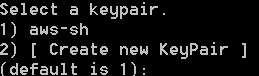 Select a keypair.
1) aws-sh
2) [ Create new KeyPair ]
(default is 1):